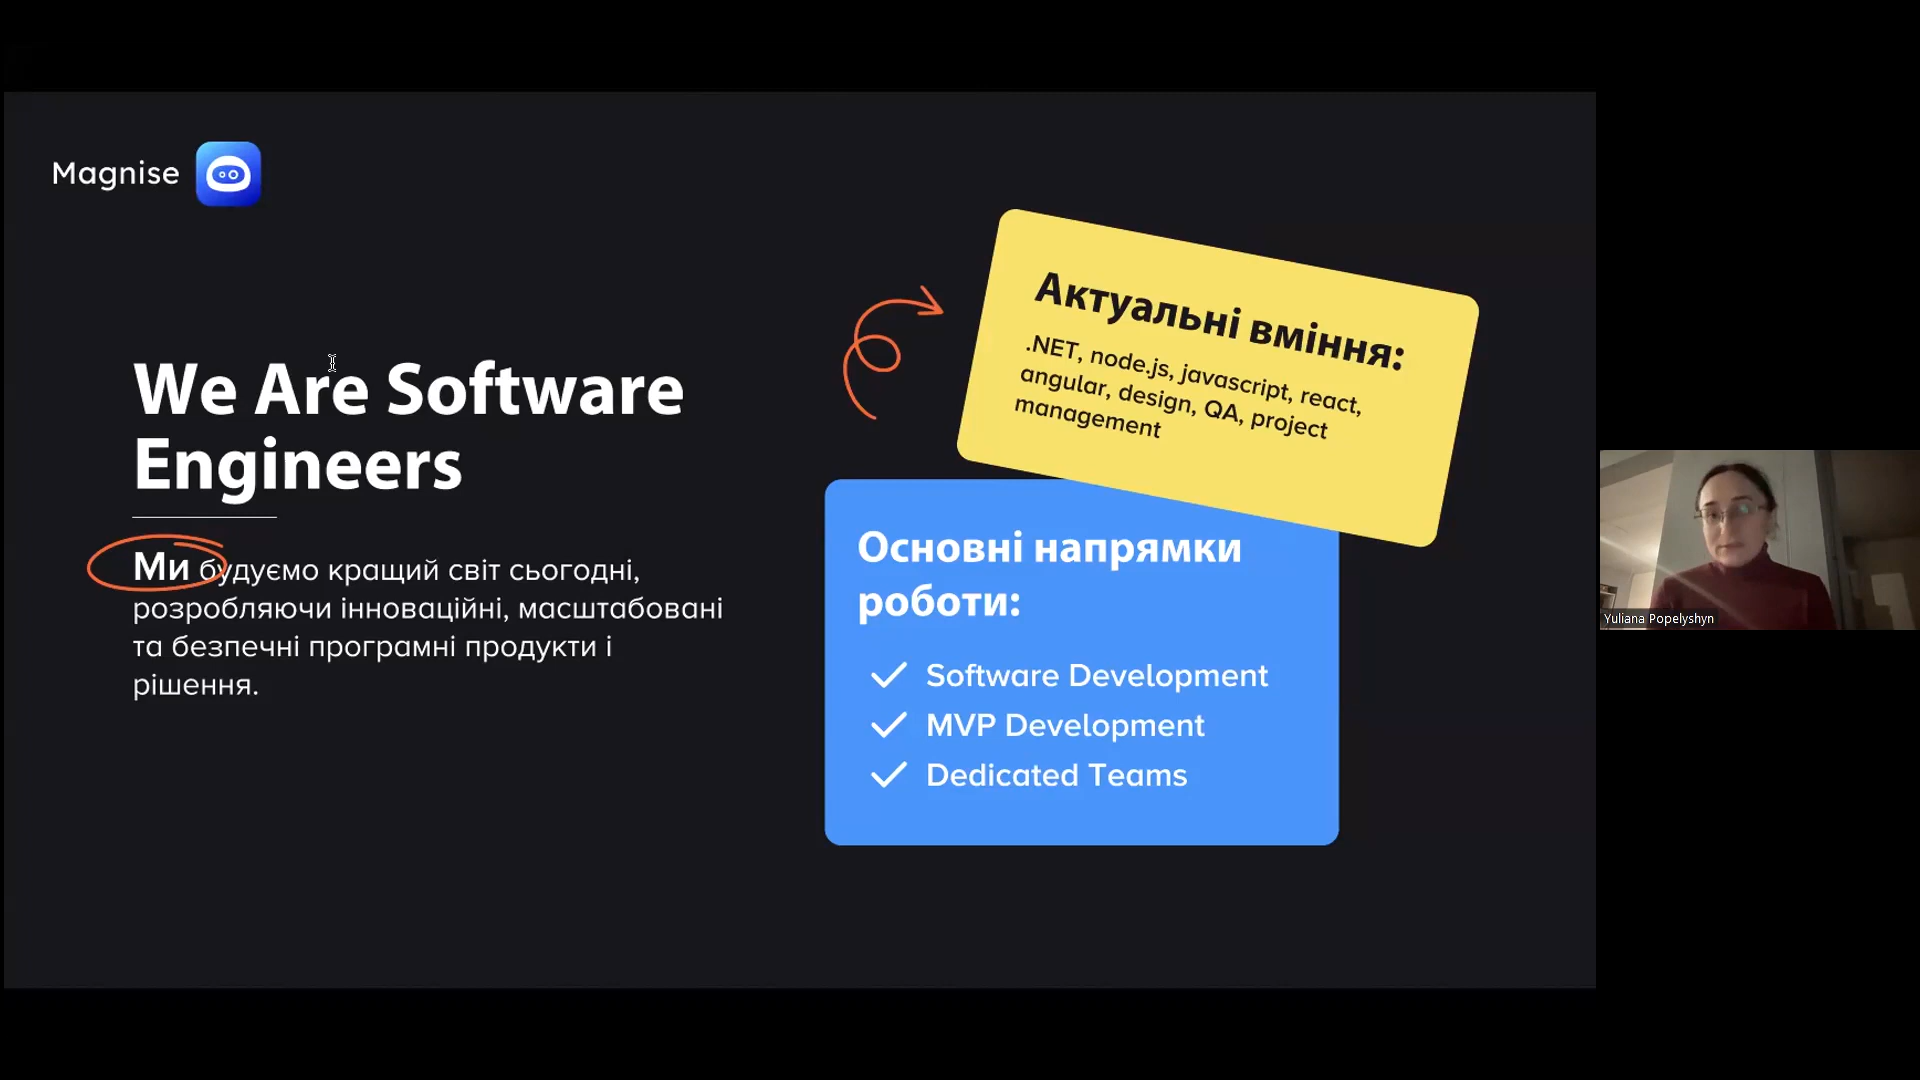 Magnise
We Are Software
Engineers
Ми будуємо кращий світ сьогодні,
розробляючи інноваційні, масштабовані
та безпечні програмні продукти і
рішення.
Актуальні вміння:
.NET, node.js, javascript, react,
angular, design, QA, project
management
Основні напрямки
роботи:
Software Development
MVP Development
Dedicated Teams
Yuliana Popelyshyn